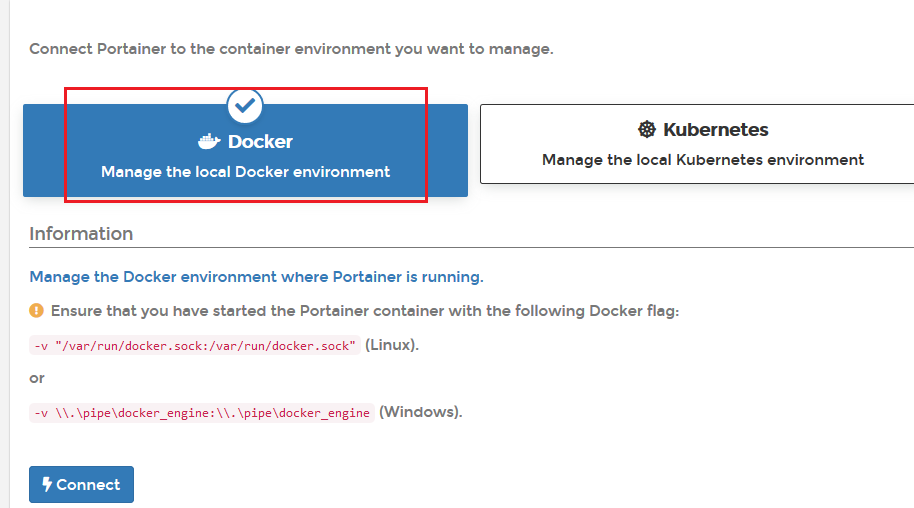 Connect Portainer to the container environment you want to manage.
Docker
Manage the local Docker environment
Kubernetes
Manage the local Kubernetes environment
Information
Manage the Docker environment where Portainer is running.
Ensure that you have started the Portainer container with the following Docker flag:
-v "/var/run/docker.sock:/var/run/docker.sock" (Linux).
or
-v \\.\pipe\docker_engine:\\.\pipe\docker_engine (Windows).
Connect